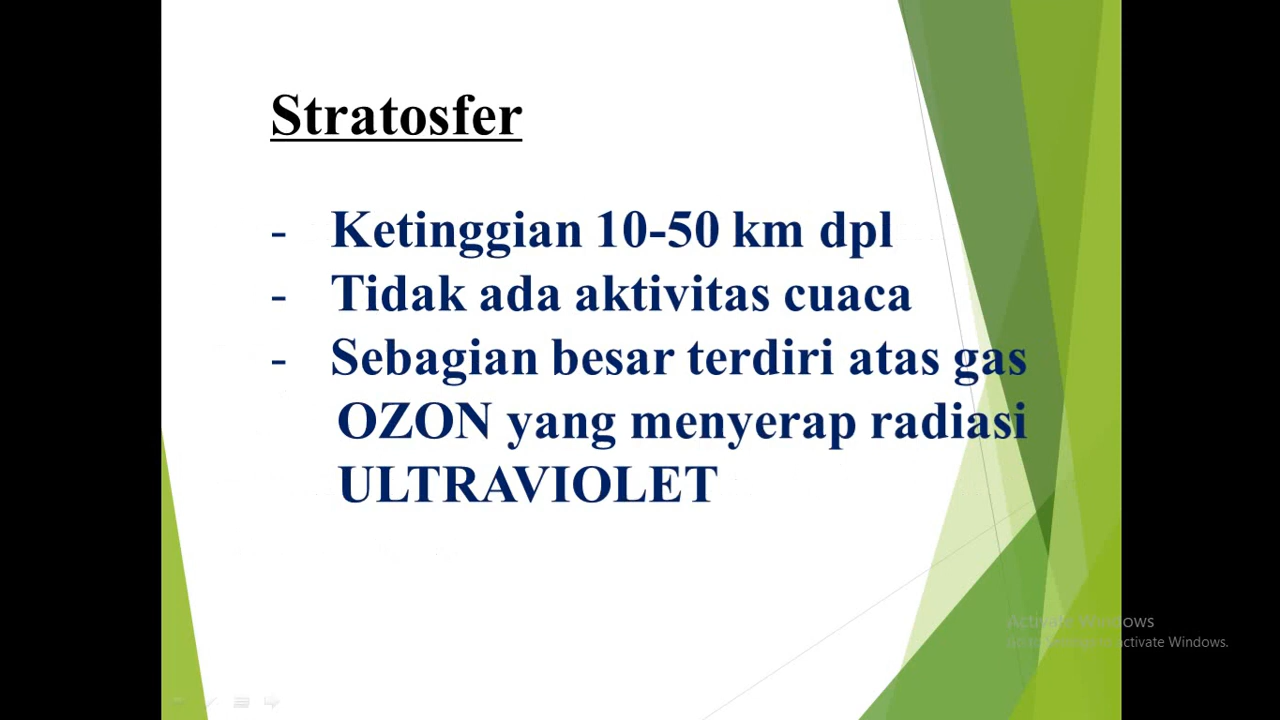 Stratosfer
- Ketinggian 10-50 km dpl
- Tidak ada aktivitas cuaca
- Sebagian besar terdiri atas gas
OZON yang menyerap radiasi
ULTRAVIOLET
Activate Windows
Go to Settings to activate Windows.